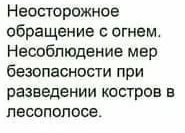 Неосторожное
обращение с огнем.
Несоблюдение мер
безопасности при
разведении костров в
лесополосе.